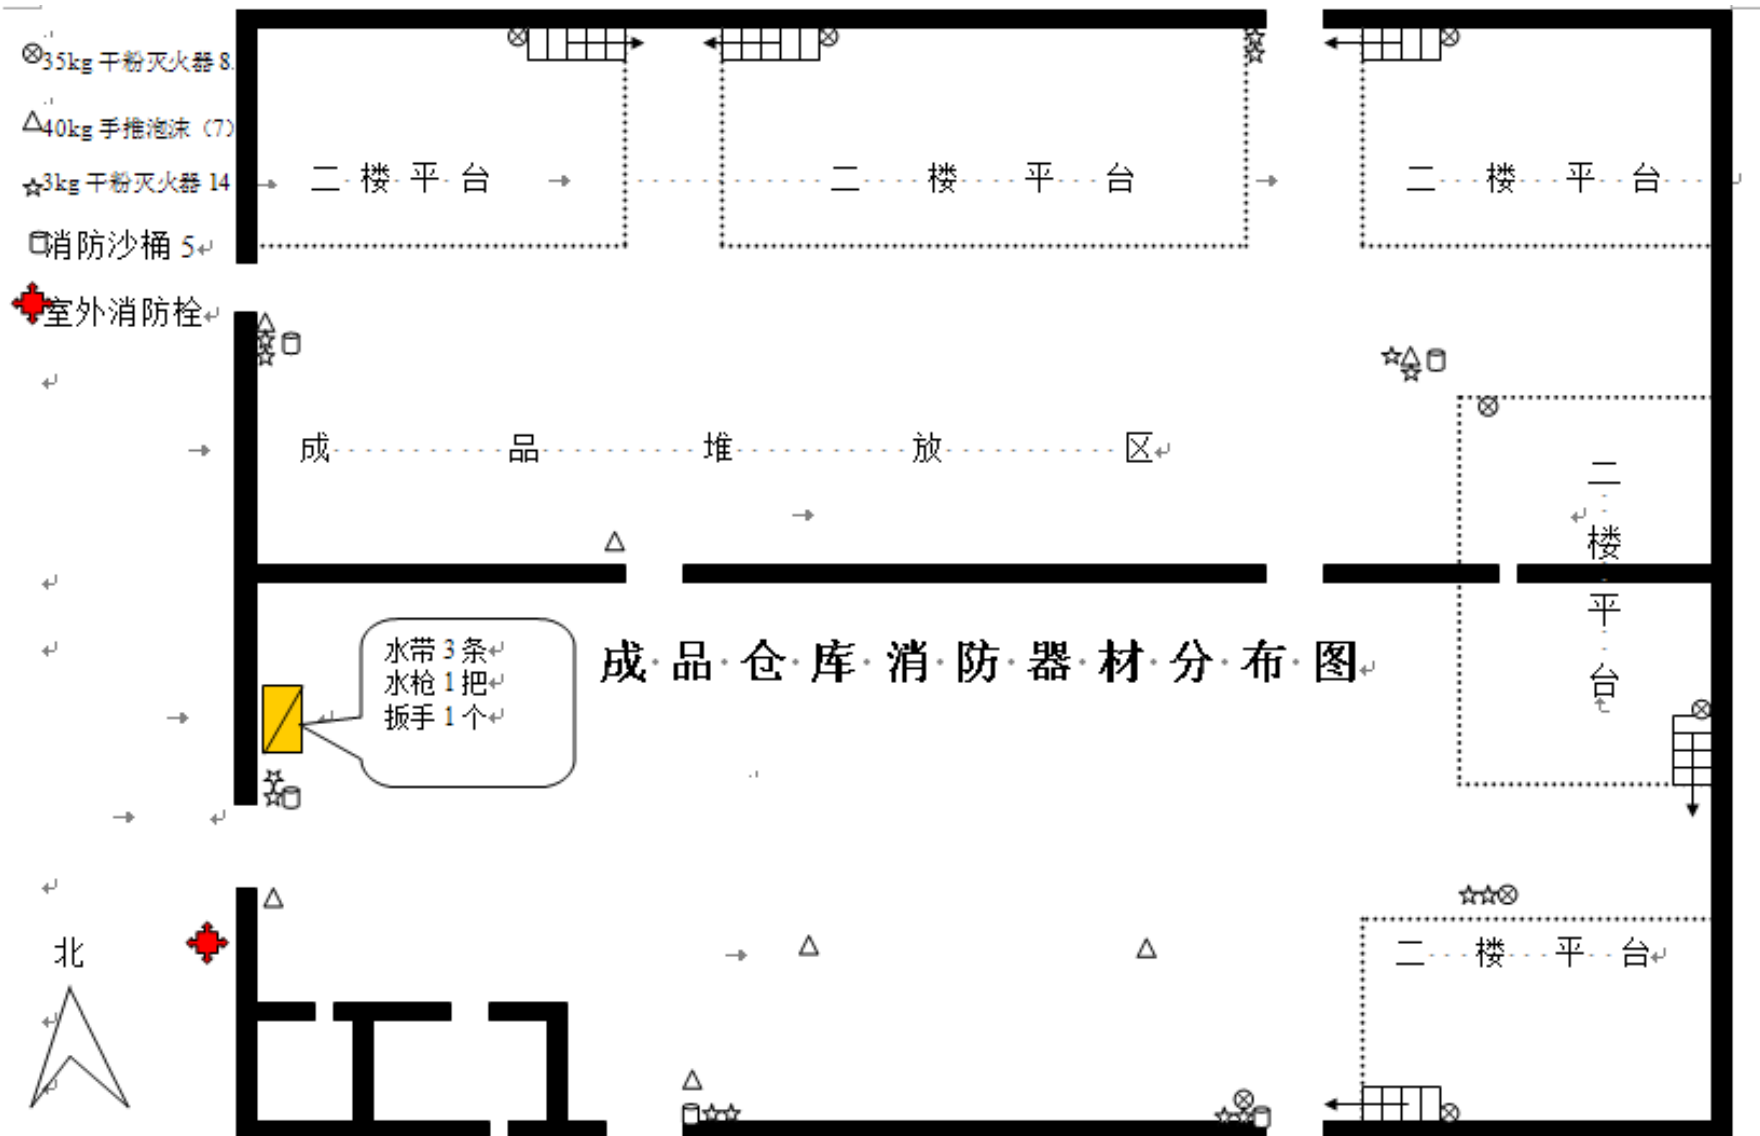 35kg 干粉灭火器 8
40kg 手推泡沫（7）
3kg 干粉灭火器 14
消防沙桶 5
室外消防栓
二楼平台
二楼平台
二楼平台
成品堆放区
二楼平台
水带 3 条
水枪 1 把
扳手 1 个
成品仓库消防器材分布图
北
二楼平台